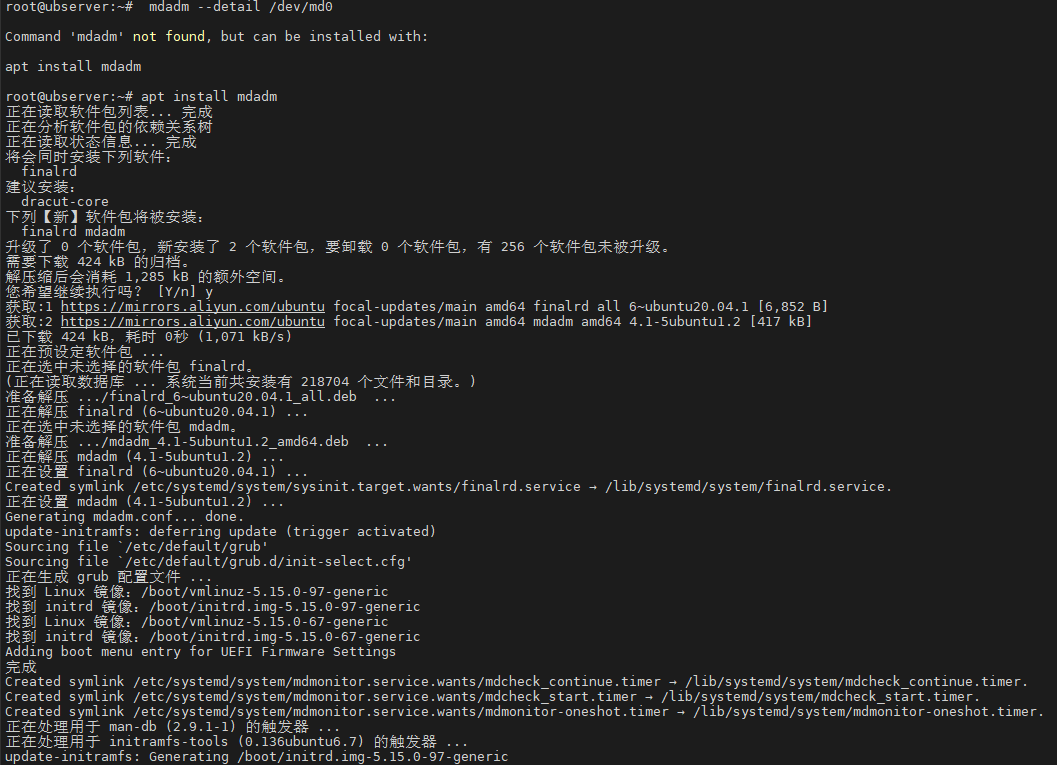 root@ubserver:~#  mdadm --detail /dev/md0
Command 'mdadm' not found, but can be installed with:
apt install mdadm
root@ubserver:~# apt install mdadm
正在读取软件包列表... 完成
正在分析软件包的依赖关系树
正在读取状态信息... 完成
将会同时安装下列软件：
  finalrd
建议安装：
  dracut-core
下列【新】软件包将被安装：
  finalrd mdadm
升级了 0 个软件包，新安装了 2 个软件包，要卸载 0 个软件包，有 256 个软件包未被升级。
需要下载 424 kB 的归档。
解压缩后会消耗 1,285 kB 的额外空间。
您希望继续执行吗？ [Y/n] y
获取:1 https://mirrors.aliyun.com/ubuntu focal-updates/main amd64 finalrd all 6~ubuntu20.04.1 [6,852 B]
获取:2 https://mirrors.aliyun.com/ubuntu focal-updates/main amd64 mdadm amd64 4.1-5ubuntu1.2 [417 kB]
已下载 424 kB，耗时 0秒 (1,071 kB/s)
正在预设定软件包 ...
正在选中未选择的软件包 finalrd。
(正在读取数据库 ... 系统当前共安装有 218704 个文件和目录。)
准备解压 .../finalrd_6~ubuntu20.04.1_all.deb  ...
正在解压 finalrd (6~ubuntu20.04.1) ...
正在选中未选择的软件包 mdadm。
准备解压 .../mdadm_4.1-5ubuntu1.2_amd64.deb  ...
正在解压 mdadm (4.1-5ubuntu1.2) ...
正在设置 finalrd (6~ubuntu20.04.1) ...
Created symlink /etc/systemd/system/sysinit.target.wants/finalrd.service → /lib/systemd/system/finalrd.service.
正在设置 mdadm (4.1-5ubuntu1.2) ...
Generating mdadm.conf... done.
update-initramfs: deferring update (trigger activated)
Sourcing file `/etc/default/grub'
Sourcing file `/etc/default/grub.d/init-select.cfg'
正在生成 grub 配置文件 ...
找到 Linux 镜像：/boot/vmlinuz-5.15.0-97-generic
找到 initrd 镜像：/boot/initrd.img-5.15.0-97-generic
找到 Linux 镜像：/boot/vmlinuz-5.15.0-67-generic
找到 initrd 镜像：/boot/initrd.img-5.15.0-67-generic
Adding boot menu entry for UEFI Firmware Settings
完成
Created symlink /etc/systemd/system/mdmonitor.service.wants/mdcheck_continue.timer → /lib/systemd/system/mdcheck_continue.timer.
Created symlink /etc/systemd/system/mdmonitor.service.wants/mdcheck_start.timer → /lib/systemd/system/mdcheck_start.timer.
Created symlink /etc/systemd/system/mdmonitor.service.wants/mdmonitor-oneshot.timer → /lib/systemd/system/mdmonitor-oneshot.timer.
正在处理用于 man-db (2.9.1-1) 的触发器 ...
正在处理用于 initramfs-tools (0.136ubuntu6.7) 的触发器 ...
update-initramfs: Generating /boot/initrd.img-5.15.0-97-generic